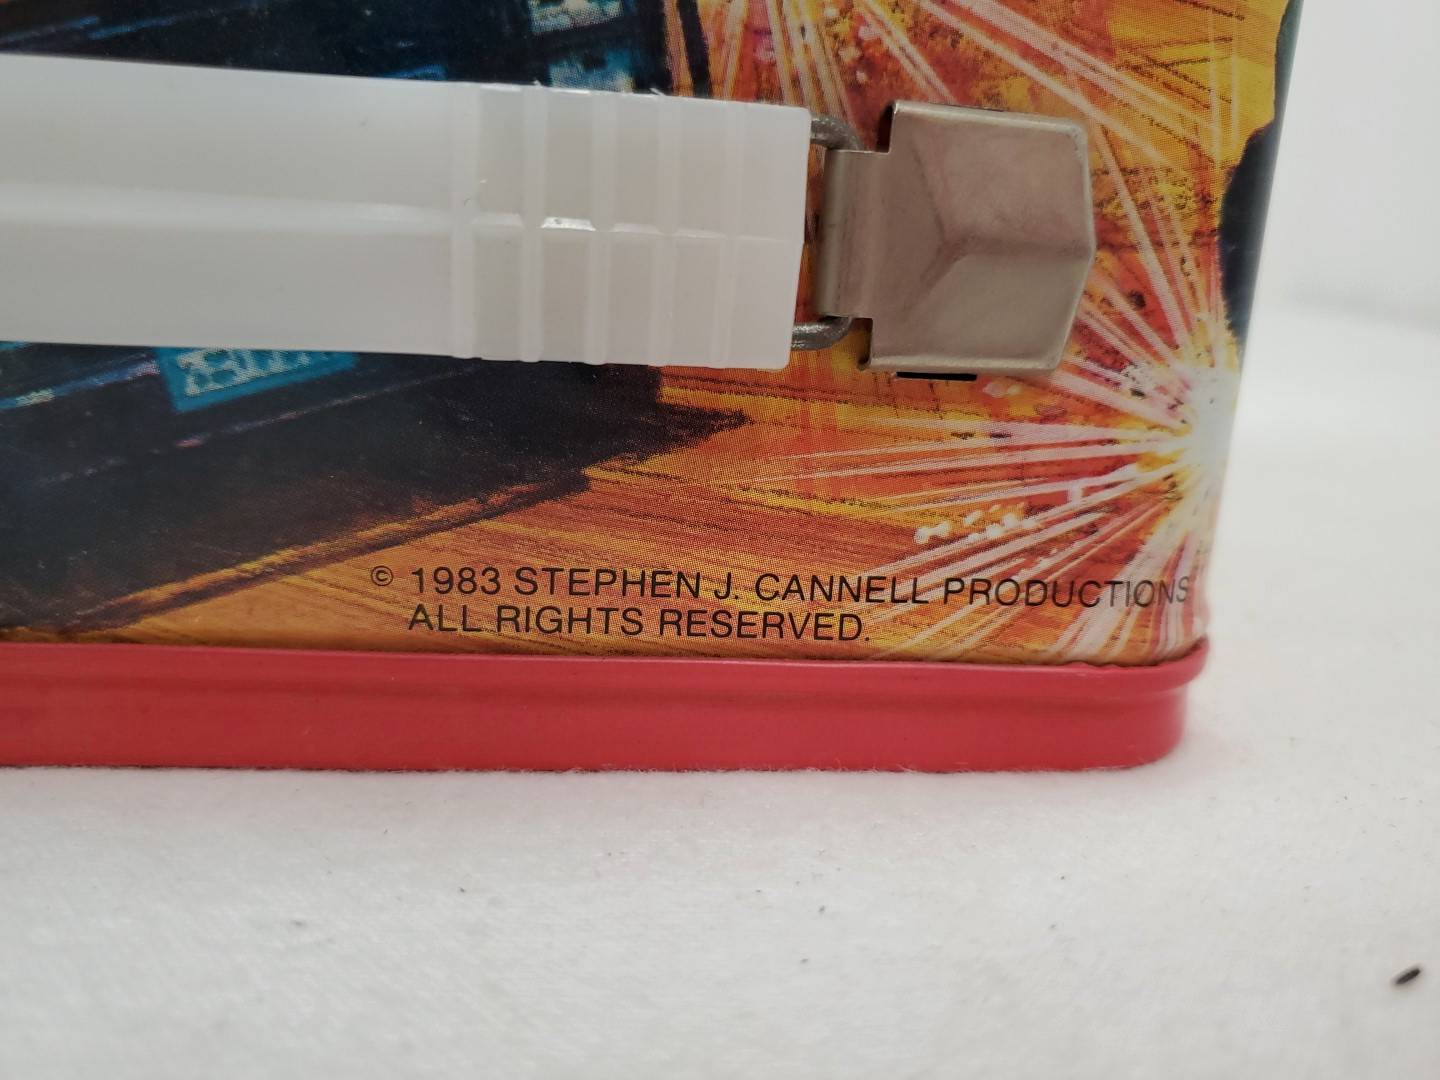 © 1983 STEPHEN J. CANNELL PRODUCTIONS
ALL RIGHTS RESERVED.